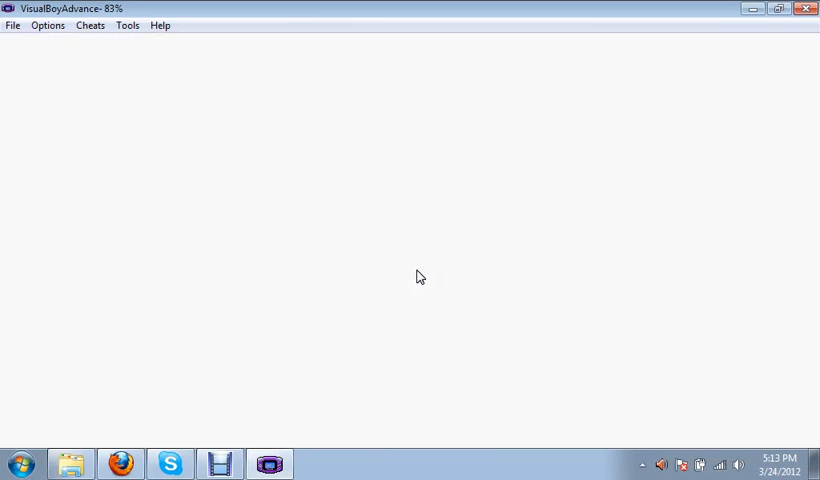 VisualBoyAdvance- 83%
File Options Cheats Tools Help
5:13 PM
3/24/2012